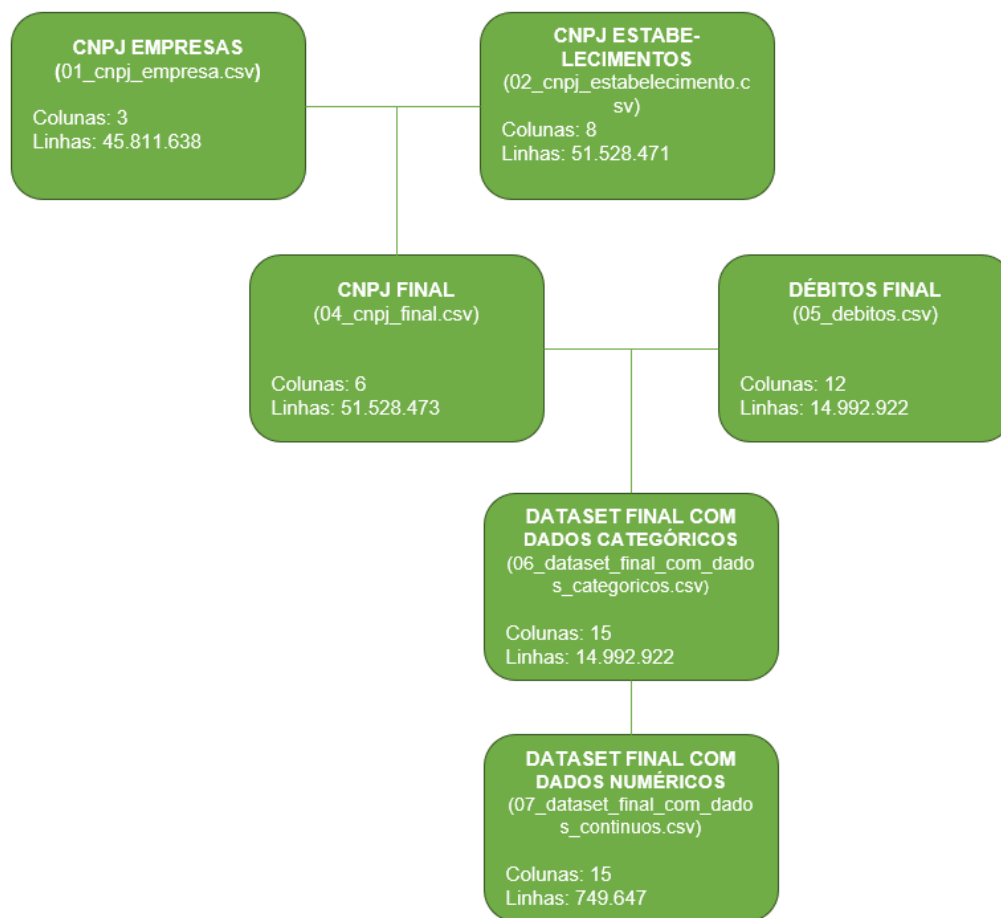 CNPJ EMPRESAS
(01_cnpj_empresa.csv)
Colunas: 3
Linhas: 45.811.638
CNPJ ESTABE-
LECIMENTOS
(02_cnpj_estabelecimento.c
sv)
Colunas: 8
Linhas: 51.528.471
CNPJ FINAL
(04_cnpj_final.csv)
Colunas: 6
Linhas: 51.528.473
DÉBITOS FINAL
(05_debitos.csv)
Colunas: 12
Linhas: 14.992.922
DATASET FINAL COM
DADOS CATEGÓRICOS
(06_dataset_final_com_dado
s_categoricos.csv)
Colunas: 15
Linhas: 14.992.922
DATASET FINAL COM
DADOS NUMÉRICOS
(07_dataset_final_com_dado
s_continuos.csv)
Colunas: 15
Linhas: 749.647